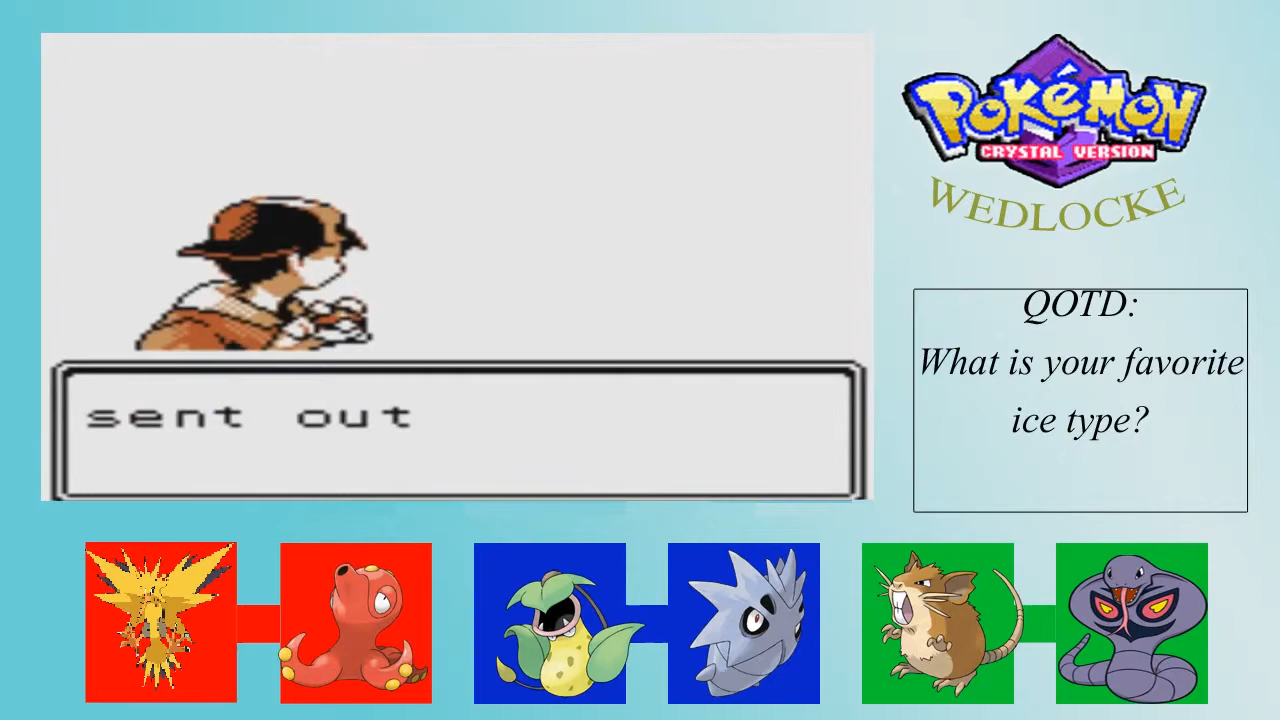 POKéMON
CRYSTAL VERSION
WEDLOCKE
sent out
QOTD:
What is your favorite
ice type?